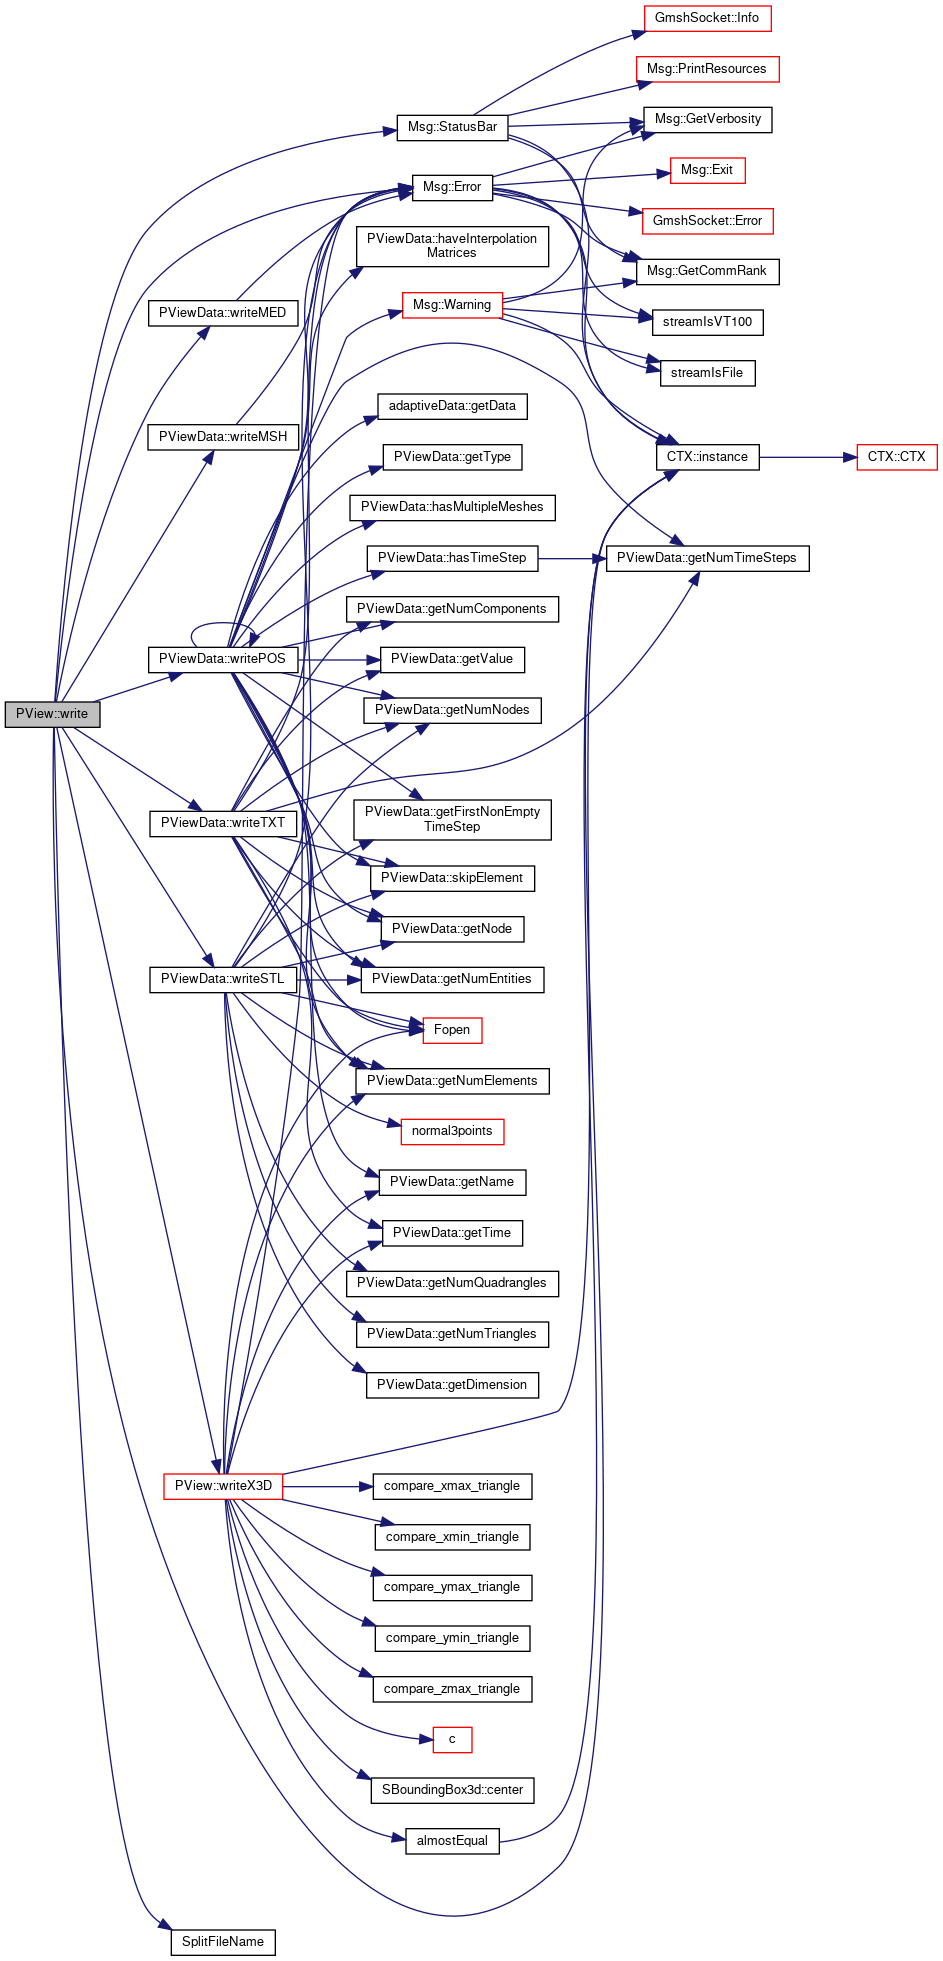 GmshSocket::Info
Msg::PrintResources
Msg::StatusBar
Msg::GetVerbosity
Msg::Exit
Msg::Error
GmshSocket::Error
PViewData::haveInterpolation
Matrices
Msg::GetCommRank
PViewData::writeMED
Msg::Warning
streamIsVT100
streamIsFile
adaptiveData::getData
PViewData::writeMSH
PViewData::getType
CTX::instance
CTX::CTX
PViewData::hasMultipleMeshes
PViewData::hasTimeStep
PViewData::getNumTimeSteps
PViewData::getNumComponents
PViewData::writePOS
PViewData::getValue
PView::write
PViewData::getNumNodes
PViewData::getFirstNonEmpty
TimeStep
PViewData::writeTXT
PViewData::skipElement
PViewData::getNode
PViewData::writeSTL
PViewData::getNumEntities
Fopen
PViewData::getNumElements
normal3points
PViewData::getName
PViewData::getTime
PViewData::getNumQuadrangles
PViewData::getNumTriangles
PViewData::getDimension
PView::writeX3D
compare_xmax_triangle
compare_xmin_triangle
compare_ymax_triangle
compare_ymin_triangle
compare_zmax_triangle
c
SBoundingBox3d::center
almostEqual
SplitFileName